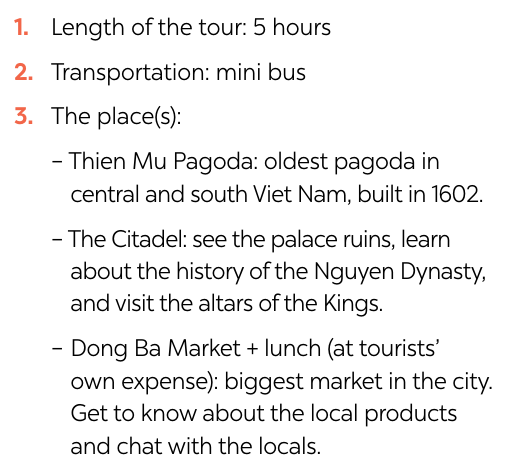 1. Length of the tour: 5 hours
2. Transportation: mini bus
3. The place(s):
– Thien Mu Pagoda: oldest pagoda in
central and south Viet Nam, built in 1602.
– The Citadel: see the palace ruins, learn
about the history of the Nguyen Dynasty,
and visit the altars of the Kings.
– Dong Ba Market + lunch (at tourists’
own expense): biggest market in the city.
Get to know about the local products
and chat with the locals.